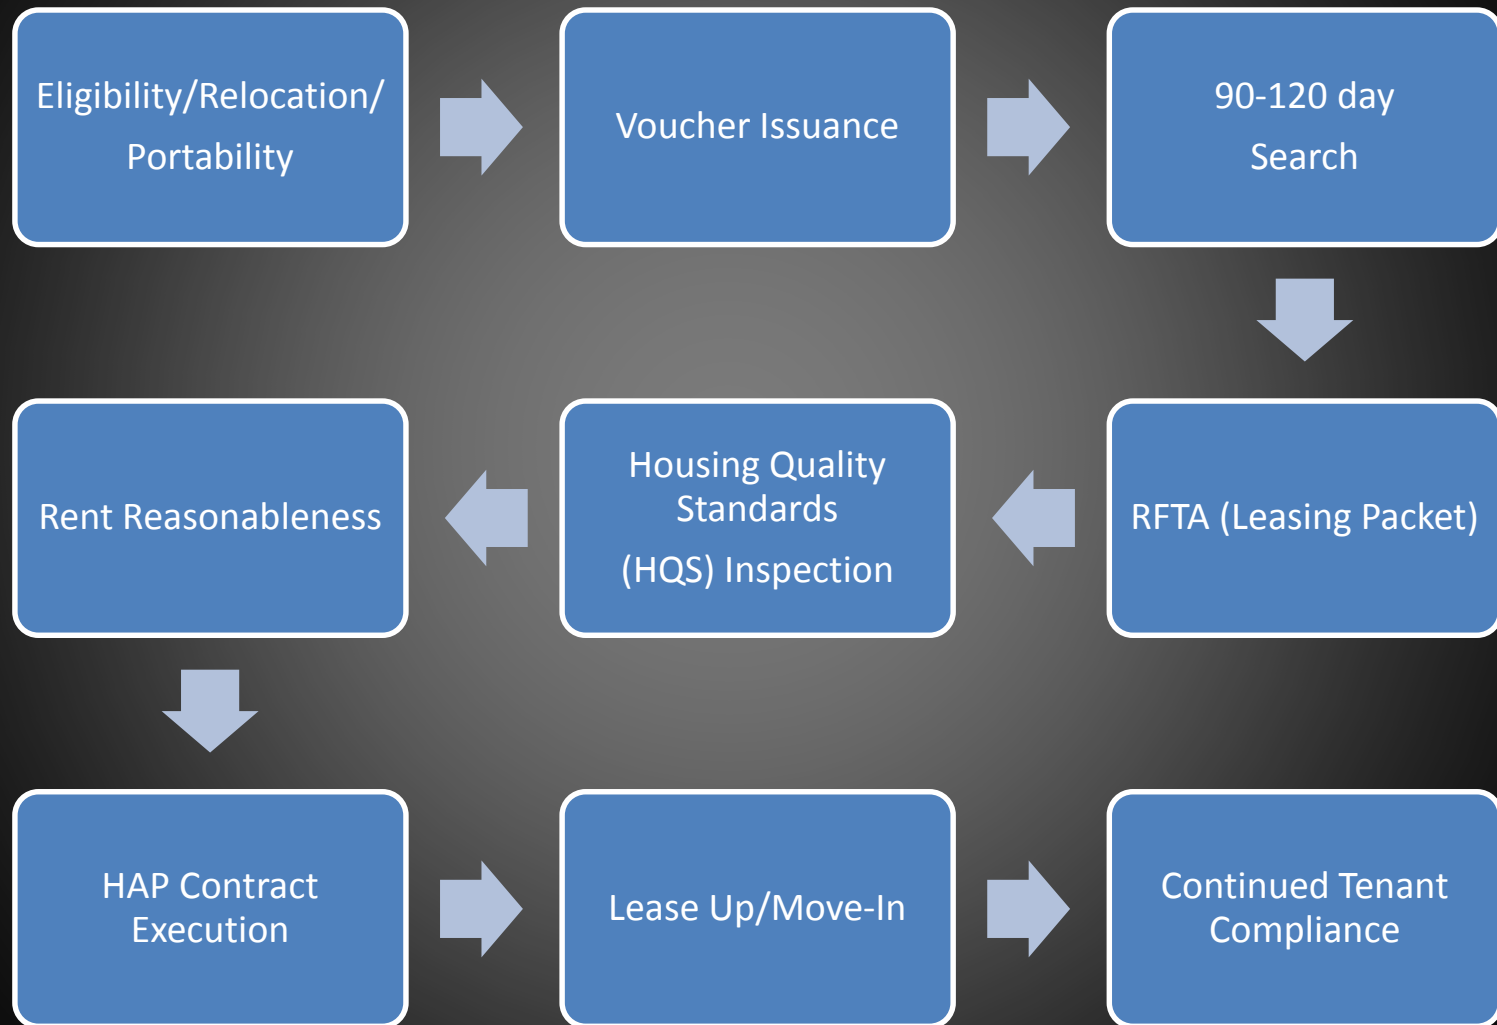 Eligibility/Relocation/
Portability
Voucher Issuance
90-120 day
Search
RFTA (Leasing Packet)
Housing Quality
Standards
(HQS) Inspection
Rent Reasonableness
HAP Contract
Execution
Lease Up/Move-In
Continued Tenant
Compliance